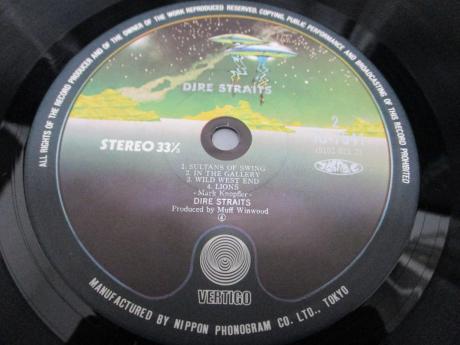 ALL RIGHTS OF THE RECORD PRODUCER AND OF THE OWNER OF THE WORK REPRODUCED RESERVED. COPYING, PUBLIC PERFORMANCE AND BROADCASTING OF THIS RECORD PROHIBITED
DIRE STRAITS
2
STEREO 33⅓
1. SULTANS OF SWING
2. IN THE GALLERY
3. WILD WEST END
4. LIONS
-Mark Knopfler-
DIRE STRAITS
Produced by Muff Winwood
VERTIGO
MANUFACTURED BY NIPPON PHONOGRAM CO. LTD., TOKYO